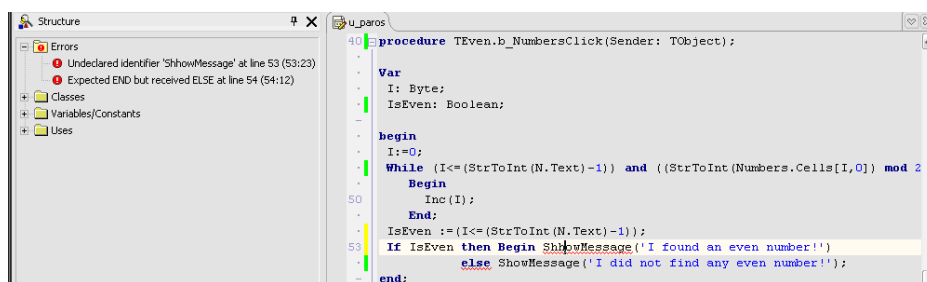 Structure
Errors
Undeclared identifier 'ShhowMessage' at line 53 (53:23)
Expected END but received ELSE at line 54 (54:12)
Classes
Variables/Constants
Uses
u_paros
40 procedure TEven.b_NumbersClick(Sender: TObject);
Var
I: Byte;
IsEven: Boolean;
begin
I:=0;
While (I<=(StrToInt(N.Text)-1)) and ((StrToInt(Numbers.Cells[I,0]) mod 2
Begin
50 Inc(I);
End;
IsEven :=(I<=(StrToInt(N.Text)-1));
53 If IsEven then Begin ShhowMessage('I found an even number!')
else ShowMessage('I did not find any even number!');
end;